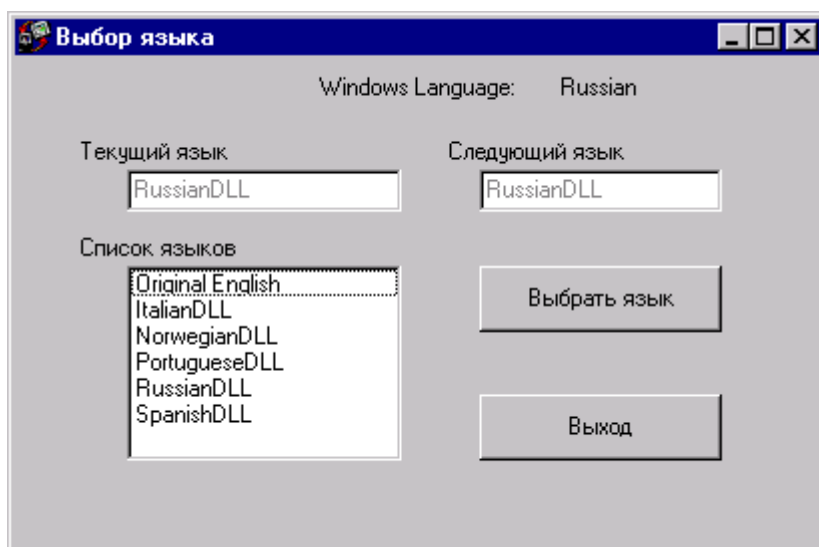 Выбор языка
Windows Language: Russian
Текущий язык
Следующий язык
RussianDLL
RussianDLL
Список языков
Original English
ItalianDLL
NorwegianDLL
PortugueseDLL
RussianDLL
SpanishDLL
Выбрать язык
Выход